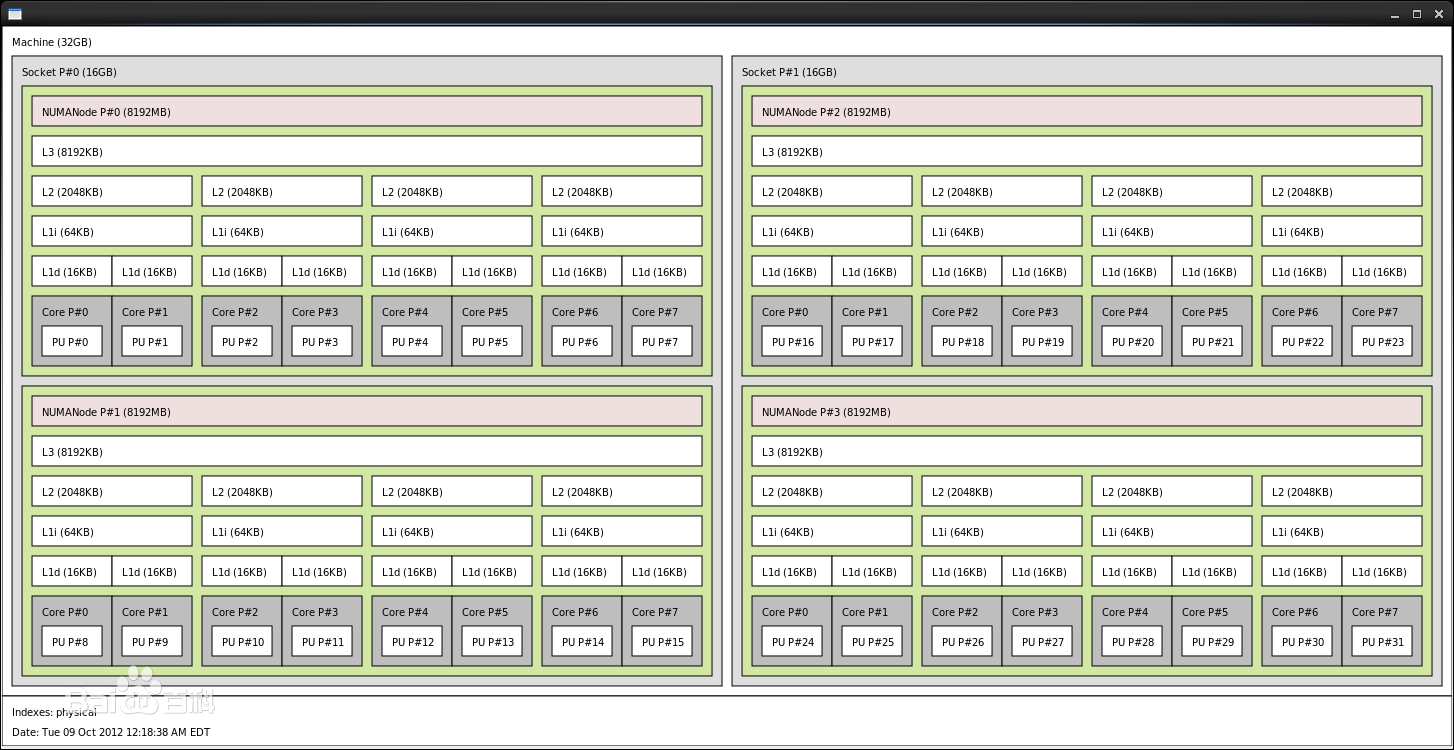 Machine (32GB)
Socket P#0 (16GB)
NUMANode P#0 (8192MB)
L3 (8192KB)
L2 (2048KB) L2 (2048KB) L2 (2048KB) L2 (2048KB)
L1i (64KB) L1i (64KB) L1i (64KB) L1i (64KB)
L1d (16KB) L1d (16KB) L1d (16KB) L1d (16KB) L1d (16KB) L1d (16KB) L1d (16KB) L1d (16KB)
Core P#0 Core P#1 Core P#2 Core P#3 Core P#4 Core P#5 Core P#6 Core P#7
PU P#0 PU P#1 PU P#2 PU P#3 PU P#4 PU P#5 PU P#6 PU P#7
NUMANode P#1 (8192MB)
L3 (8192KB)
L2 (2048KB) L2 (2048KB) L2 (2048KB) L2 (2048KB)
L1i (64KB) L1i (64KB) L1i (64KB) L1i (64KB)
L1d (16KB) L1d (16KB) L1d (16KB) L1d (16KB) L1d (16KB) L1d (16KB) L1d (16KB) L1d (16KB)
Core P#0 Core P#1 Core P#2 Core P#3 Core P#4 Core P#5 Core P#6 Core P#7
PU P#8 PU P#9 PU P#10 PU P#11 PU P#12 PU P#13 PU P#14 PU P#15
Socket P#1 (16GB)
NUMANode P#2 (8192MB)
L3 (8192KB)
L2 (2048KB) L2 (2048KB) L2 (2048KB) L2 (2048KB)
L1i (64KB) L1i (64KB) L1i (64KB) L1i (64KB)
L1d (16KB) L1d (16KB) L1d (16KB) L1d (16KB) L1d (16KB) L1d (16KB) L1d (16KB) L1d (16KB)
Core P#0 Core P#1 Core P#2 Core P#3 Core P#4 Core P#5 Core P#6 Core P#7
PU P#16 PU P#17 PU P#18 PU P#19 PU P#20 PU P#21 PU P#22 PU P#23
NUMANode P#3 (8192MB)
L3 (8192KB)
L2 (2048KB) L2 (2048KB) L2 (2048KB) L2 (2048KB)
L1i (64KB) L1i (64KB) L1i (64KB) L1i (64KB)
L1d (16KB) L1d (16KB) L1d (16KB) L1d (16KB) L1d (16KB) L1d (16KB) L1d (16KB) L1d (16KB)
Core P#0 Core P#1 Core P#2 Core P#3 Core P#4 Core P#5 Core P#6 Core P#7
PU P#24 PU P#25 PU P#26 PU P#27 PU P#28 PU P#29 PU P#30 PU P#31
Bai du 百科
Indexes: physical
Date: Tue 09 Oct 2012 12:18:38 AM EDT